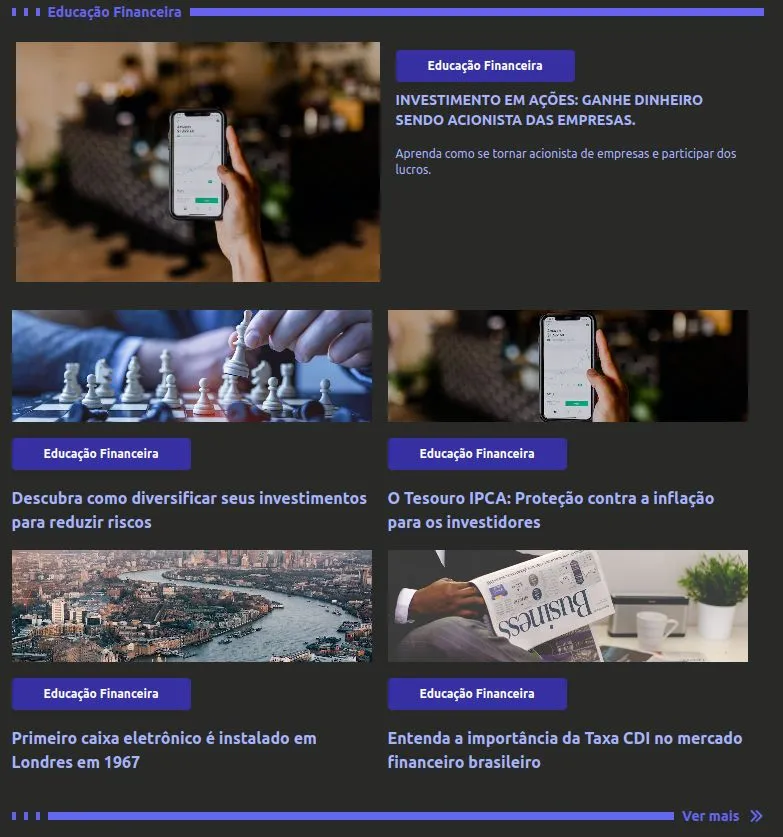 Educação Financeira
Educação Financeira
INVESTIMENTO EM AÇÕES: GANHE DINHEIRO
SENDO ACIONISTA DAS EMPRESAS.
Aprenda como se tornar acionista de empresas e participar dos
lucros.
Educação Financeira
Descubra como diversificar seus investimentos
para reduzir riscos
Educação Financeira
O Tesouro IPCA: Proteção contra a inflação
para os investidores
Business
Educação Financeira
Primeiro caixa eletrônico é instalado em
Londres em 1967
Educação Financeira
Entenda a importância da Taxa CDI no mercado
financeiro brasileiro
Ver mais